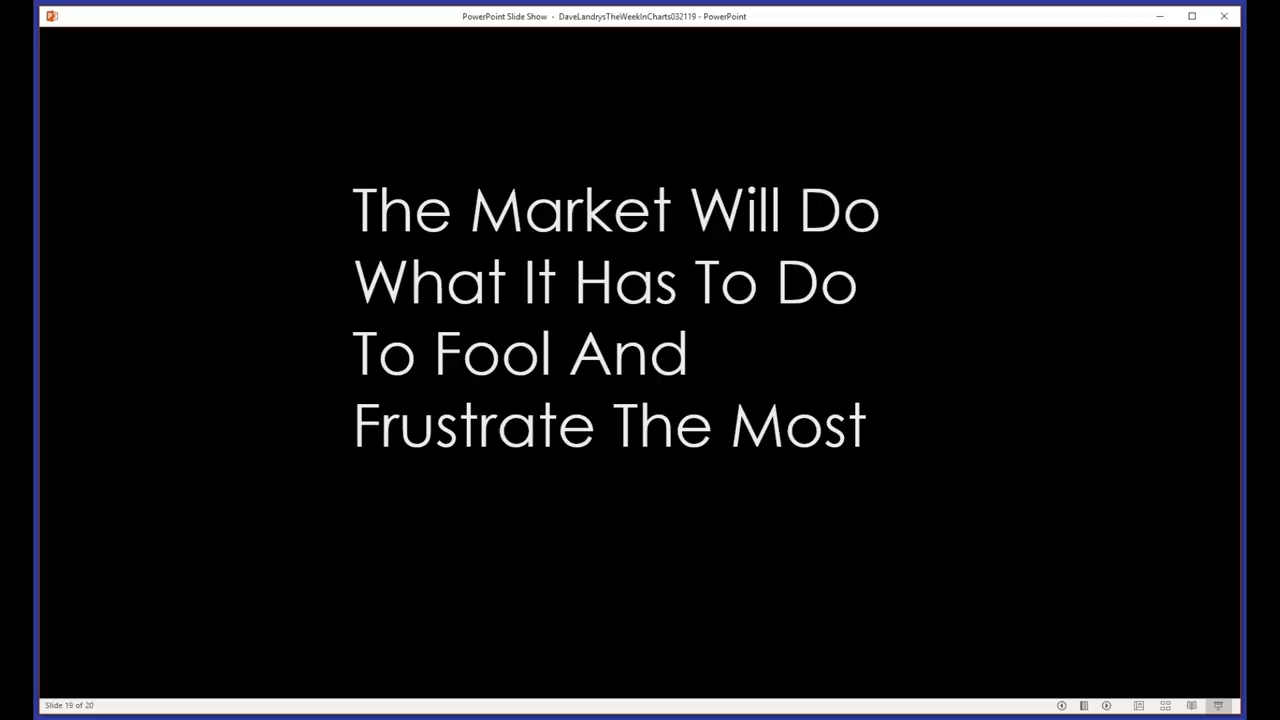 PowerPoint Slide Show - DaveLandrysTheWeekInCharts032119 - PowerPoint
The Market Will Do
What It Has To Do
To Fool And
Frustrate The Most
Slide 19 of 20